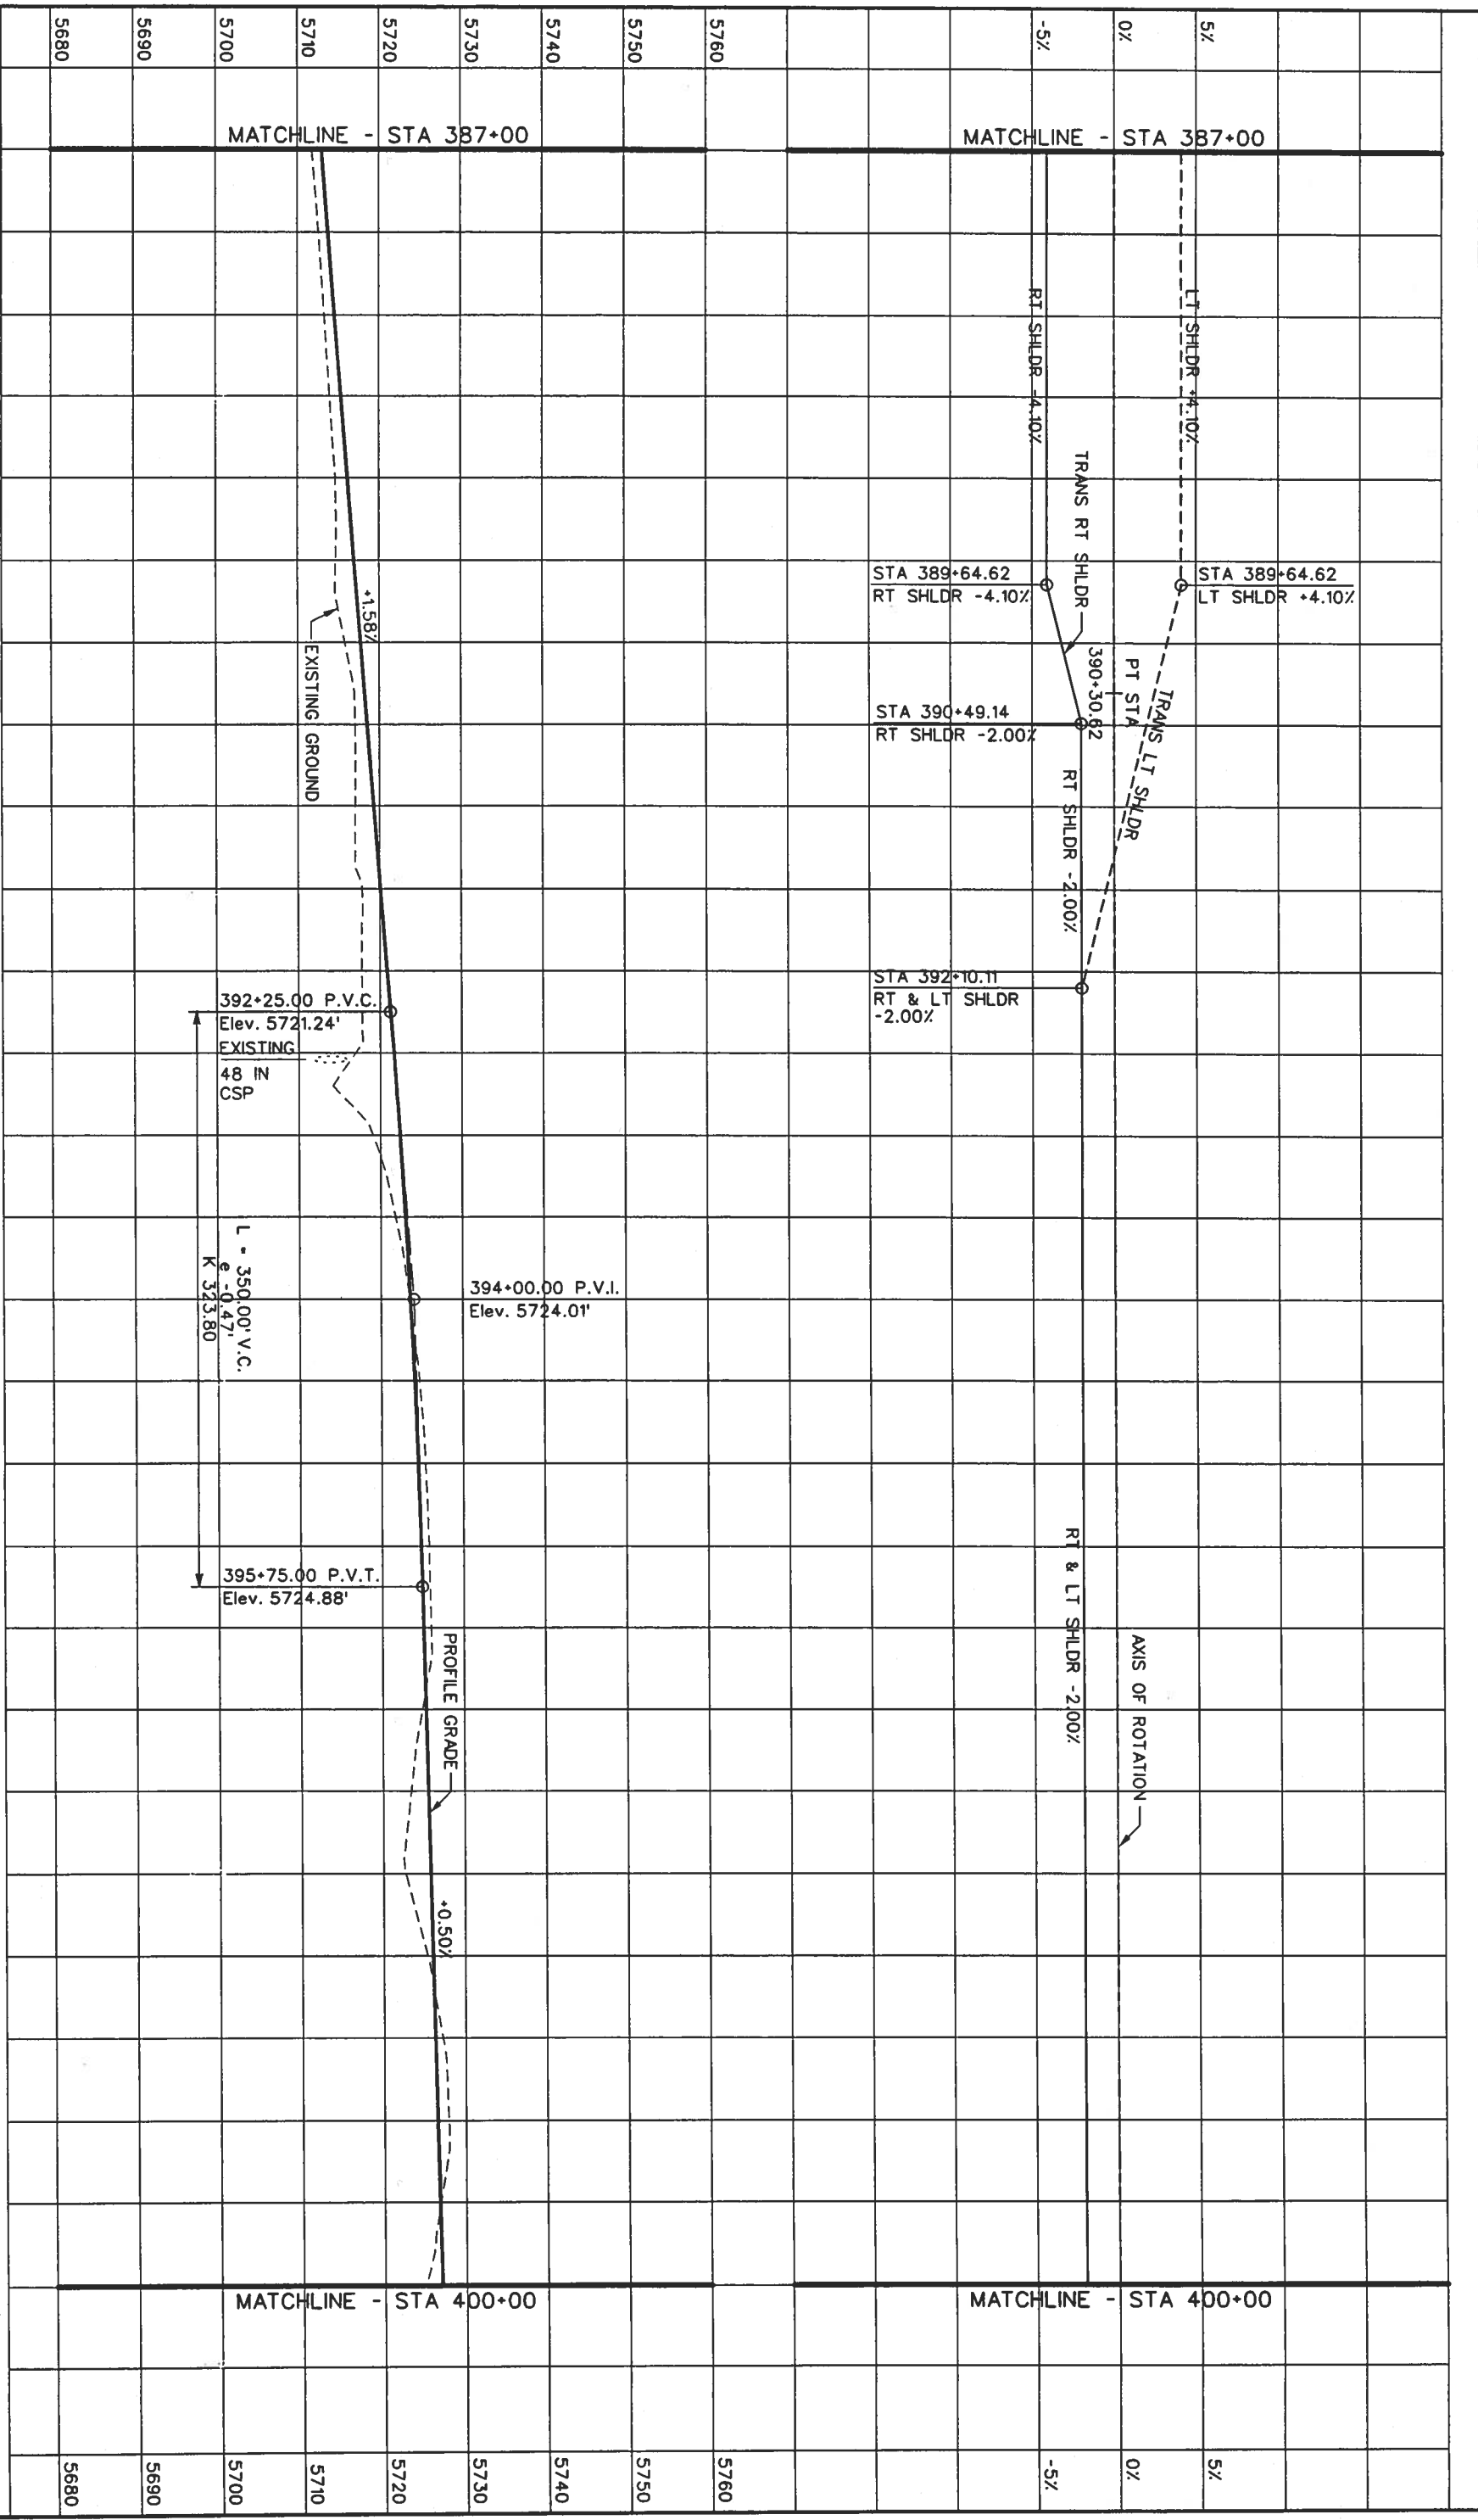 5680
5690
5700
5710
5720
5730
5740
5750
5760
-5%
0%
5%
MATCHLINE - STA 387+00
MATCHLINE - STA 387+00
RT SHLDR -4.10%
LT SHLDR +4.10%
TRANS RT SHLDR
STA 389+64.62
RT SHLDR -4.10%
STA 389+64.62
LT SHLDR +4.10%
+1.58%
EXISTING GROUND
PT STA
390+30.62
TRANS LT SHLDR
STA 390+49.14
RT SHLDR -2.00%
RT SHLDR -2.00%
STA 392+10.11
RT & LT SHLDR
-2.00%
392+25.00 P.V.C.
Elev. 5721.24'
EXISTING
48 IN
CSP
L = 350.00' V.C.
e -0.47'
K 323.80
394+00.00 P.V.I.
Elev. 5724.01'
395+75.00 P.V.T.
Elev. 5724.88'
RT & LT SHLDR -2.00%
AXIS OF ROTATION
PROFILE GRADE
+0.50%
MATCHLINE - STA 400+00
MATCHLINE - STA 400+00
5680
5690
5700
5710
5720
5730
5740
5750
5760
-5%
0%
5%